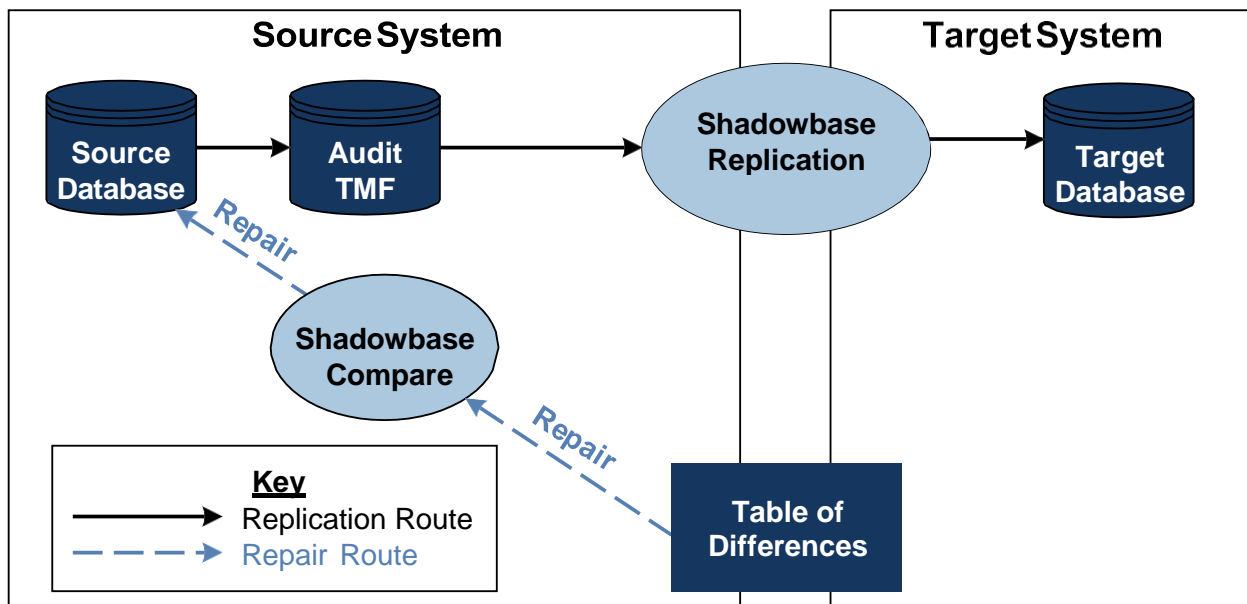 Source System
Target System
Source
Database
Audit
TMF
Shadowbase
Replication
Target
Database
Repair
Shadowbase
Compare
Repair
Table of
Differences
Key
Replication Route
Repair Route